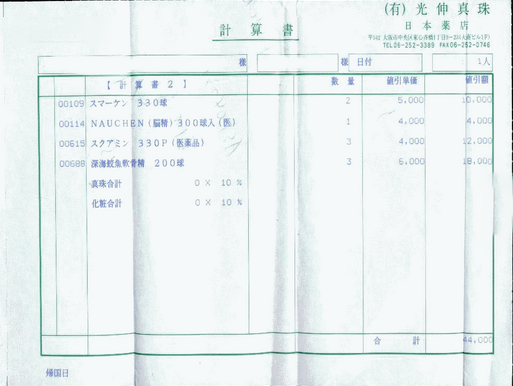 (有) 光伸真珠
計算書
日本薬店
TEL06-252-3389 FAX06-252-0746
様 様 日付 1人
【計算書2】 数量 値引単価 値引額
00109 スマーケン 330球 2 5,000 10,000
00114 NAUCHEN (脳精) 300球入 (医) 1 4,000 4,000
00615 スクアミン 330P (医薬品) 3 4,000 12,000
00688 深海鮫魚軟骨精 200球 3 6,000 18,000
真珠合計 0 X 10 %
化粧合計 0 X 10 %
合計 44,000
帰国日